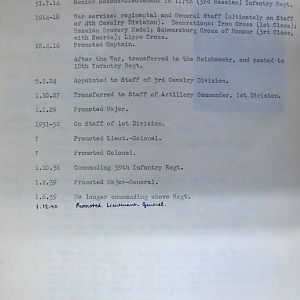 31.7.14 Senior Second-Lieutenant in 117th (3rd Hessian) Infantry Regt.
1914-18 War services regimental and General Staff (ultimately on Staff
of 4th Cavalry Division). Decorations: Iron Cross (1st Class);
Hessian Bravery Medal; Schwarzburg Cross of Honour (3rd Class,
with Swords); Lippe Cross.
18.4.16 Promoted Captain.
After the War, transferred to the Reichswehr, and posted to
15th Infantry Regt.
5.2.24 Appointed to Staff of 3rd Cavalry Division.
1.10.27 Transferred to Staff of Artillery Commander, 1st Division.
1.2.29 Promoted Major.
1931-32 On Staff of 1st Division.
? Promoted Lieut.-Colonel.
? Promoted Colonel.
1.10.36 Commanding 39th Infantry Regt.
1.2.39 Promoted Major-General.
1.6.39 No longer commanding above Regt.
1.12.40 Promoted Lieutenant General.